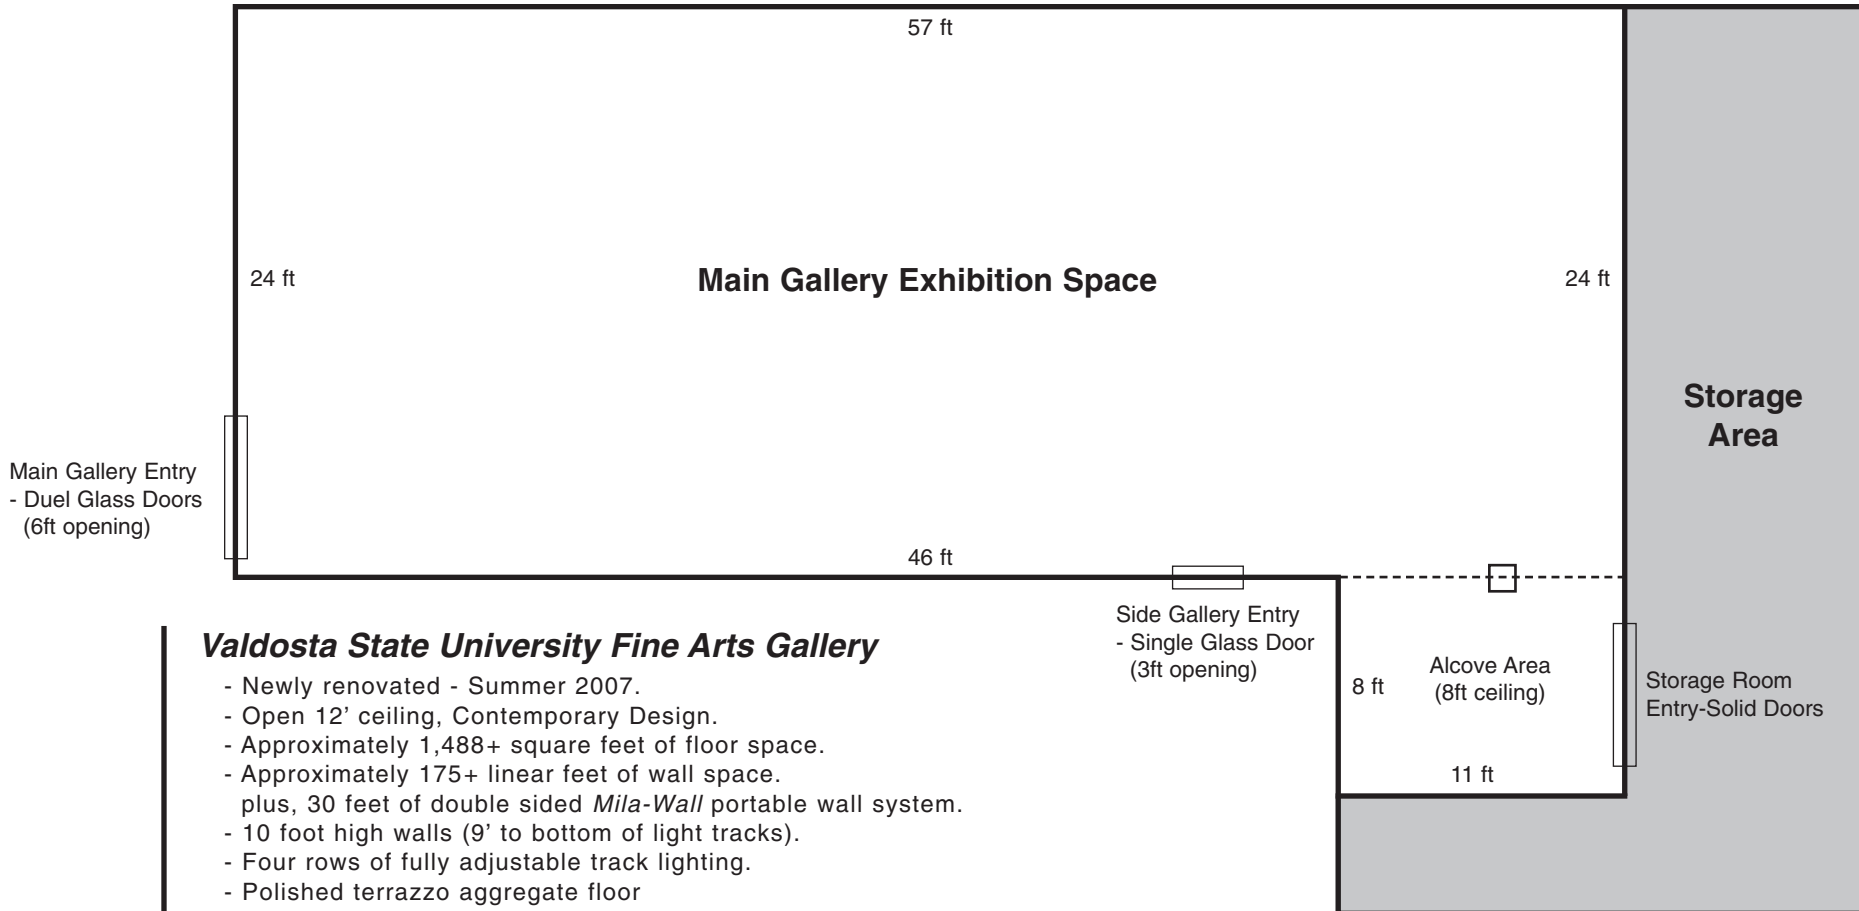 57 ft
24 ft
Main Gallery Exhibition Space
24 ft
Storage
Area
Main Gallery Entry
- Duel Glass Doors
(6ft opening)
46 ft
Side Gallery Entry
- Single Glass Door
(3ft opening)
8 ft
Alcove Area
(8ft ceiling)
Storage Room
Entry-Solid Doors
11 ft
Valdosta State University Fine Arts Gallery
- Newly renovated - Summer 2007.
- Open 12’ ceiling, Contemporary Design.
- Approximately 1,488+ square feet of floor space.
- Approximately 175+ linear feet of wall space.
plus, 30 feet of double sided Mila-Wall portable wall system.
- 10 foot high walls (9’ to bottom of light tracks).
- Four rows of fully adjustable track lighting.
- Polished terrazzo aggregate floor